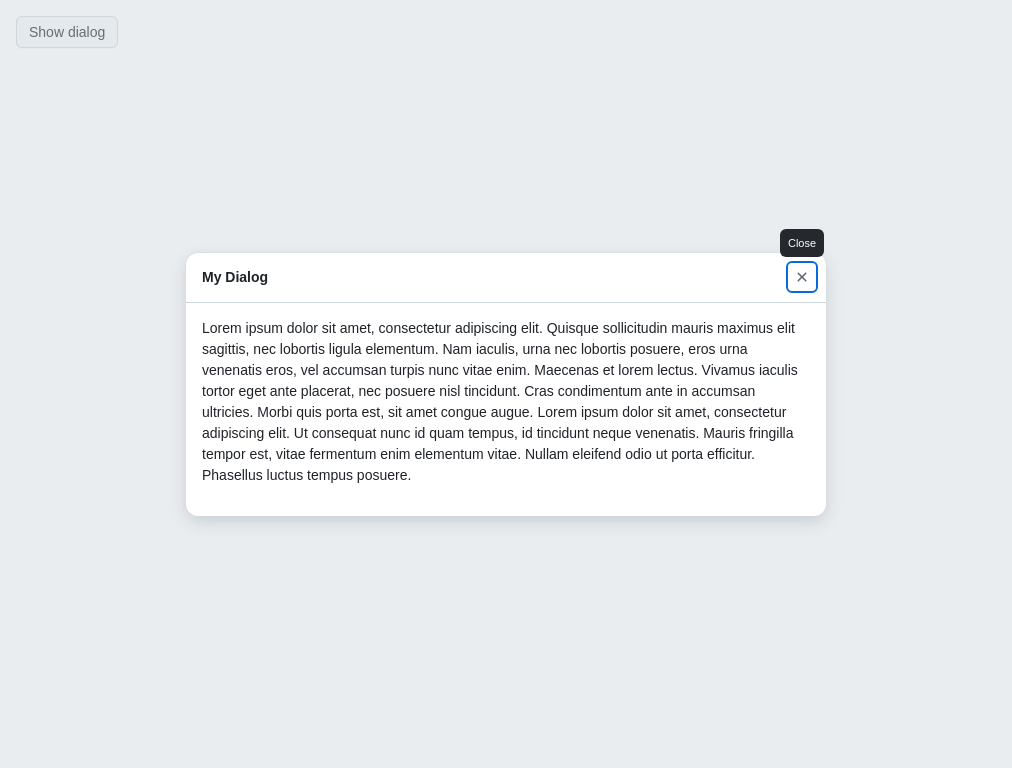 Show dialog
Close
My Dialog
Lorem ipsum dolor sit amet, consectetur adipiscing elit. Quisque sollicitudin mauris maximus elit
sagittis, nec lobortis ligula elementum. Nam iaculis, urna nec lobortis posuere, eros urna
venenatis eros, vel accumsan turpis nunc vitae enim. Maecenas et lorem lectus. Vivamus iaculis
tortor eget ante placerat, nec posuere nisl tincidunt. Cras condimentum ante in accumsan
ultricies. Morbi quis porta est, sit amet congue augue. Lorem ipsum dolor sit amet, consectetur
adipiscing elit. Ut consequat nunc id quam tempus, id tincidunt neque venenatis. Mauris fringilla
tempor est, vitae fermentum enim elementum vitae. Nullam eleifend odio ut porta efficitur.
Phasellus luctus tempus posuere.